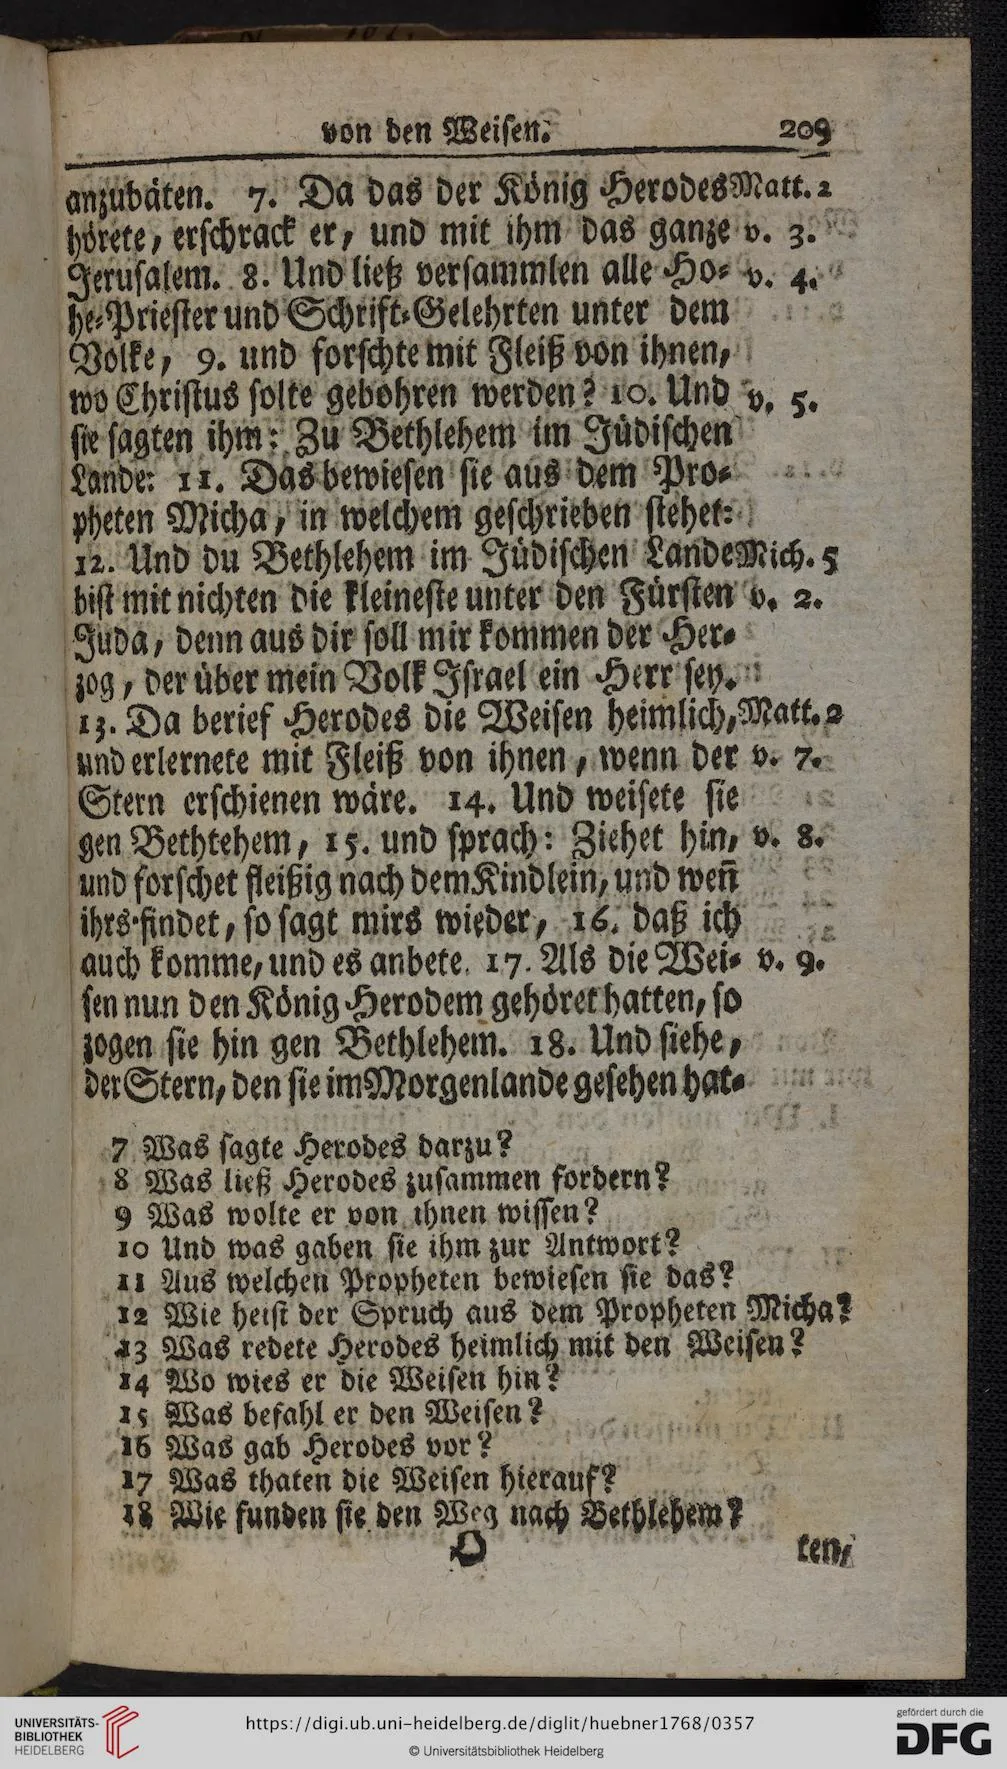 von den Weisen. 209
anzubäten. 7. Da das der König Herodes Matt. 2
hörete, erschrack er, und mit ihm das ganze v. 3.
Jerusalem. 8. Und ließ versammlen alle Ho- v. 4.
he-Priester und Schrift-Gelehrten unter dem
Volke, 9. und forschte mit Fleiß von ihnen,
wo Christus solte gebohren werden? 10. Und v. 5.
sie sagten ihm: Zu Bethlehem im Jüdischen
Lande: 11. Das bewiesen sie aus dem Pro-
pheten Micha, in welchem geschrieben stehet:
12. Und du Bethlehem im Jüdischen Lande Mich. 5
bist mit nichten die kleineste unter den Fürsten v. 2.
Juda, denn aus dir soll mir kommen der Her-
zog, der über mein Volk Israel ein Herr sey.
13. Da berief Herodes die Weisen heimlich, Matt. 2
und erlernete mit Fleiß von ihnen, wenn der v. 7.
Stern erschienen wäre. 14. Und weisete sie
gen Bethtehem, 15. und sprach: Ziehet hin, v. 8.
und forschet fleißig nach dem Kindlein, und weñ
ihrs findet, so sagt mirs wieder, 16. daß ich
auch komme, und es anbete. 17. Als die Wei- v. 9.
sen nun den König Herodem gehöret hatten, so
zogen sie hin gen Bethlehem. 18. Und siehe,
der Stern, den sie im Morgenlande gesehen hat-
7 Was sagte Herodes darzu?
8 Was ließ Herodes zusammen fordern?
9 Was wolte er von ihnen wissen?
10 Und was gaben sie ihm zur Antwort?
11 Aus welchen Propheten bewiesen sie das?
12 Wie heist der Spruch aus dem Propheten Micha?
13 Was redete Herodes heimlich mit den Weisen?
14 Wo wies er die Weisen hin?
15 Was befahl er den Weisen?
16 Was gab Herodes vor?
17 Was thaten die Weisen hierauf?
18 Wie funden sie den Weg nach Bethlehem?
O ten,
UNIVERSITÄTS-
BIBLIOTHEK
HEIDELBERG
https://digi.ub.uni-heidelberg.de/diglit/huebner1768/0357
© Universitätsbibliothek Heidelberg
gefördert durch die
DFG